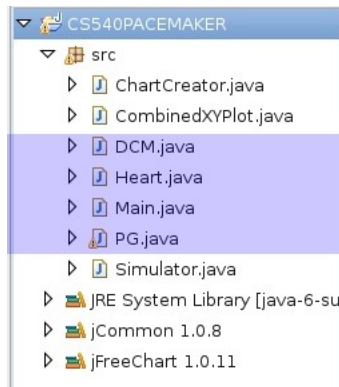 CS540PACEMAKER
src
ChartCreator.java
CombinedXYPlot.java
DCM.java
Heart.java
Main.java
PG.java
Simulator.java
JRE System Library [java-6-su
jCommon 1.0.8
jFreeChart 1.0.11